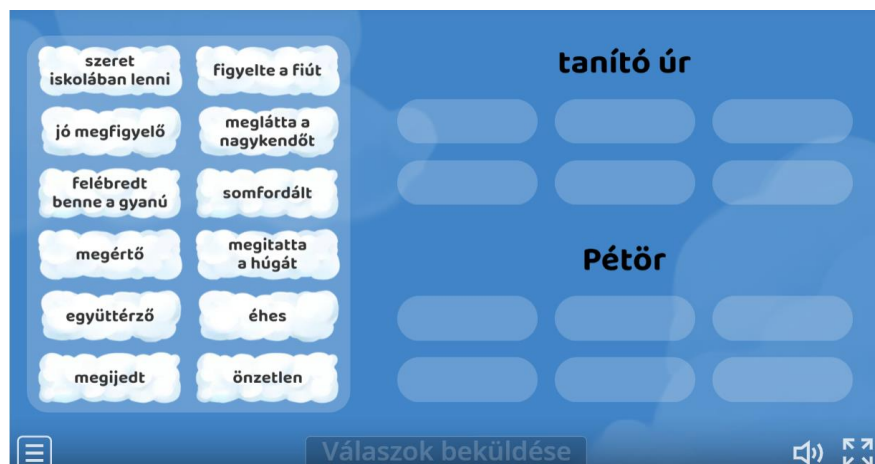 szeret
iskolában lenni
figyelte a fiút
jó megfigyelő
meglátta a
nagykendőt
felébredt
benne a gyanú
somfordált
megértő
megitatta
a húgát
együttérző
éhes
megijedt
önzetlen
tanító úr
Pétör
Válaszok beküldése